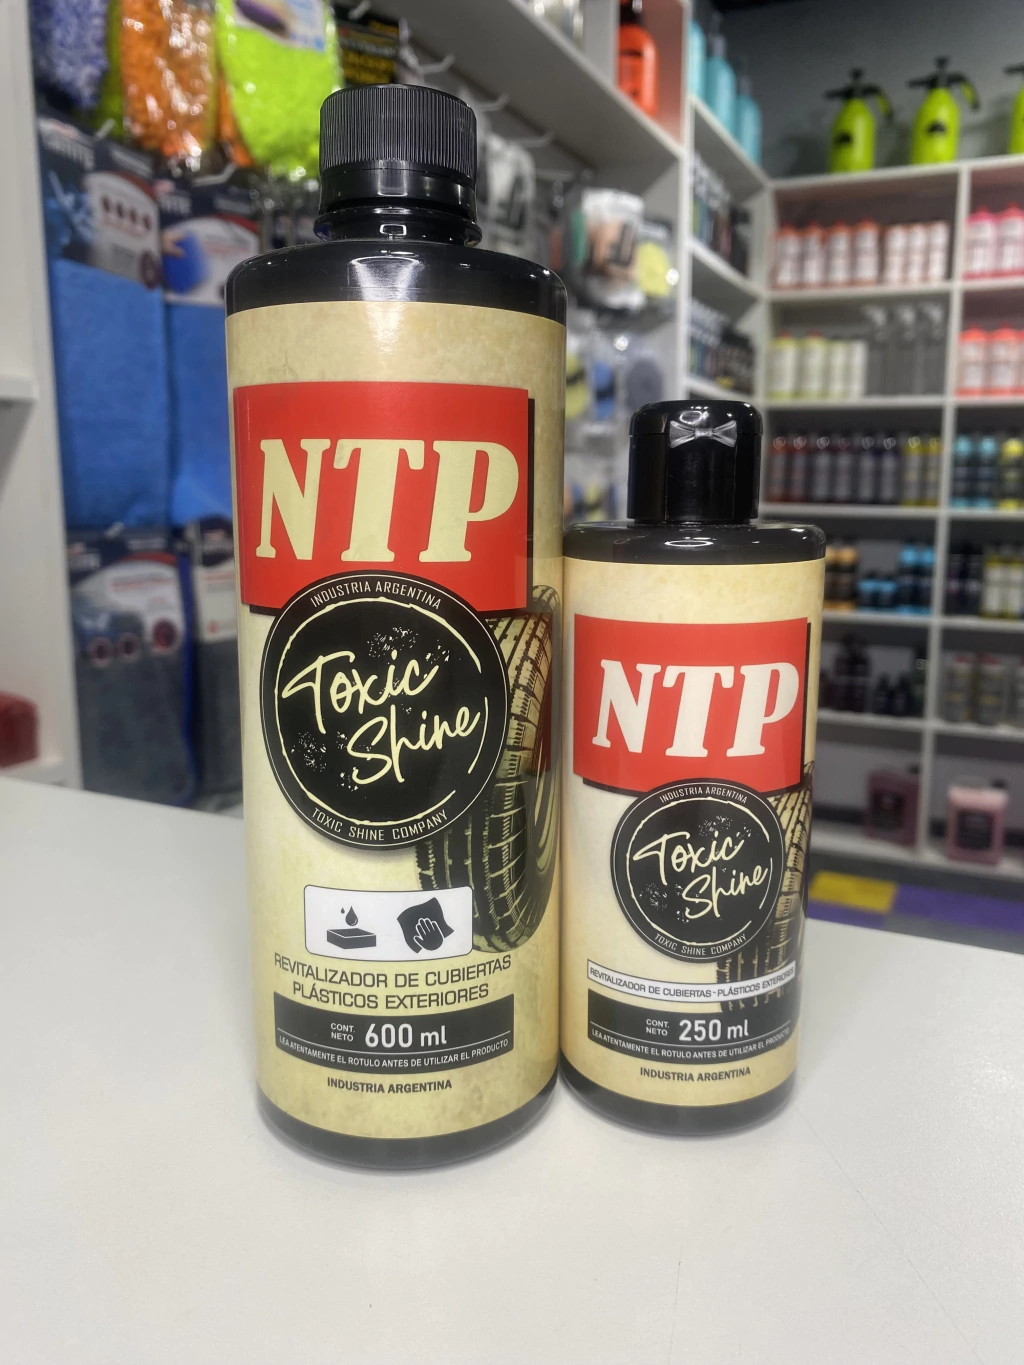 NTP
INDUSTRIA ARGENTINA
Toxic
Shine
TOXIC SHINE COMPANY
REVITALIZADOR DE CUBIERTAS
PLÁSTICOS EXTERIORES
CONT.
NETO 600 ml
LEA ATENTAMENTE EL ROTULO ANTES DE UTILIZAR EL PRODUCTO
INDUSTRIA ARGENTINA
NTP
INDUSTRIA ARGENTINA
Toxic
Shine
TOXIC SHINE COMPANY
REVITALIZADOR DE CUBIERTAS - PLÁSTICOS EXTERIORES
CONT.
NETO 250 ml
LEA ATENTAMENTE EL ROTULO ANTES DE UTILIZAR EL PRODUCTO
INDUSTRIA ARGENTINA